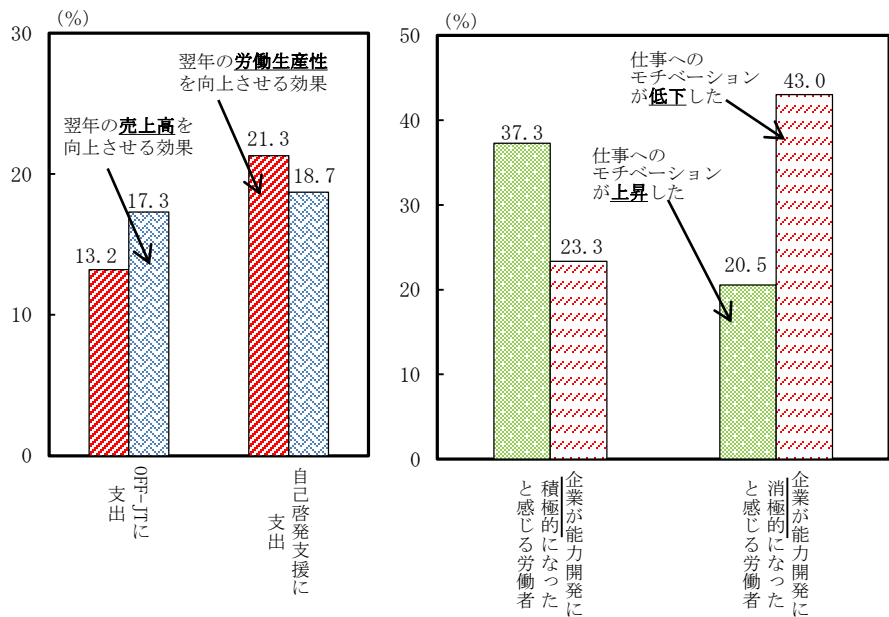 (%)
30
20
10
0
翌年の労働生産性
を向上させる効果
翌年の売上高を
向上させる効果
13.2
17.3
21.3
18.7
OFF-JTに
支出
自己啓発支援に
支出
(%)
50
40
30
20
10
0
仕事への
モチベーション
が低下した
仕事への
モチベーション
が上昇した
37.3
23.3
20.5
43.0
企業が能力開発に
積極的になった
と感じる労働者
企業が能力開発に
消極的になった
と感じる労働者